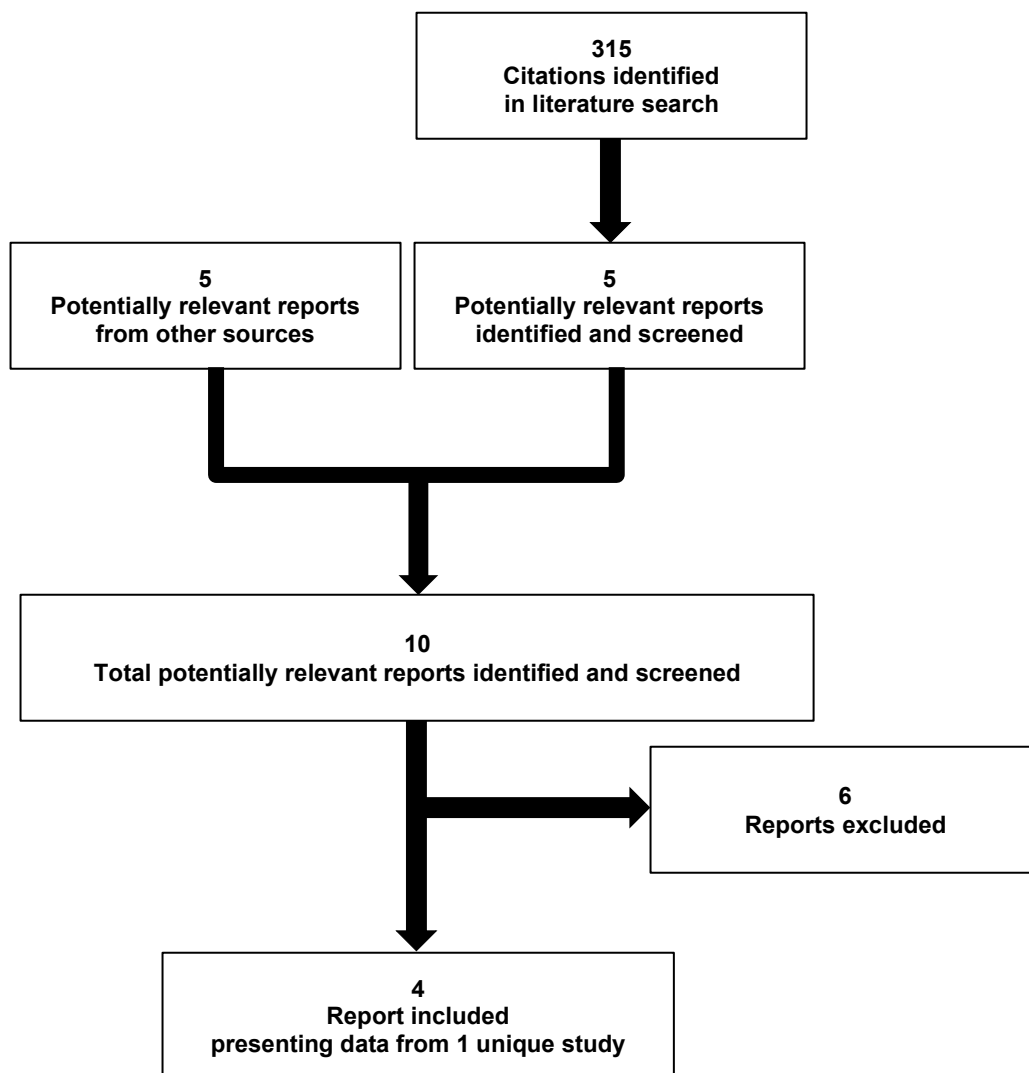 315
Citations identified
in literature search
5
Potentially relevant reports
from other sources
5
Potentially relevant reports
identified and screened
10
Total potentially relevant reports identified and screened
6
Reports excluded
4
Report included
presenting data from 1 unique study